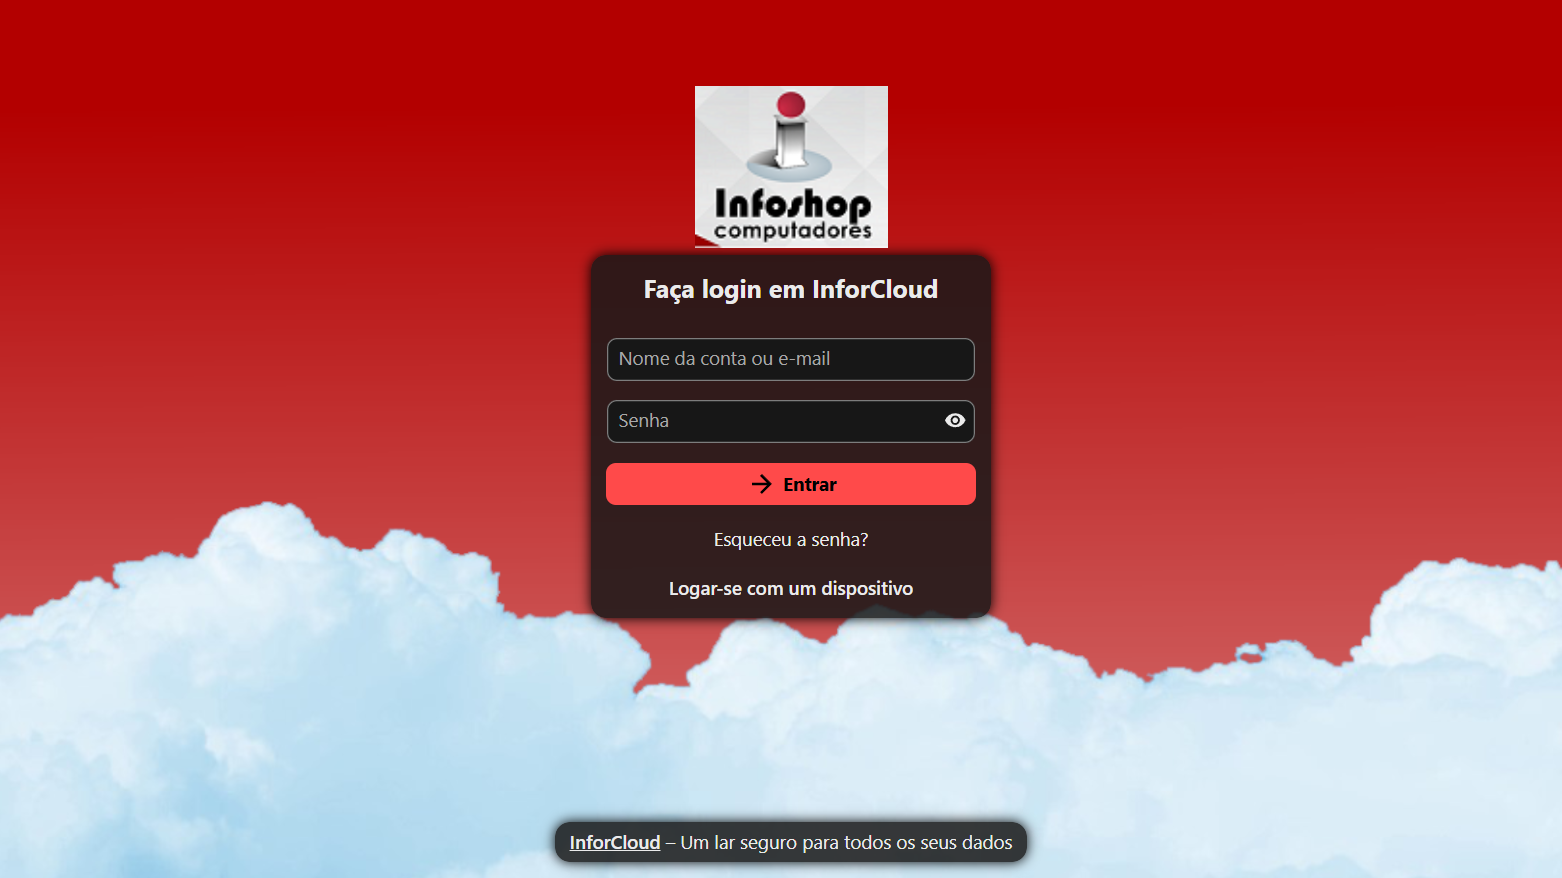 Infoshop
computadores
Faça login em InforCloud
Nome da conta ou e-mail
Senha
Entrar
Esqueceu a senha?
Logar-se com um dispositivo
InforCloud – Um lar seguro para todos os seus dados